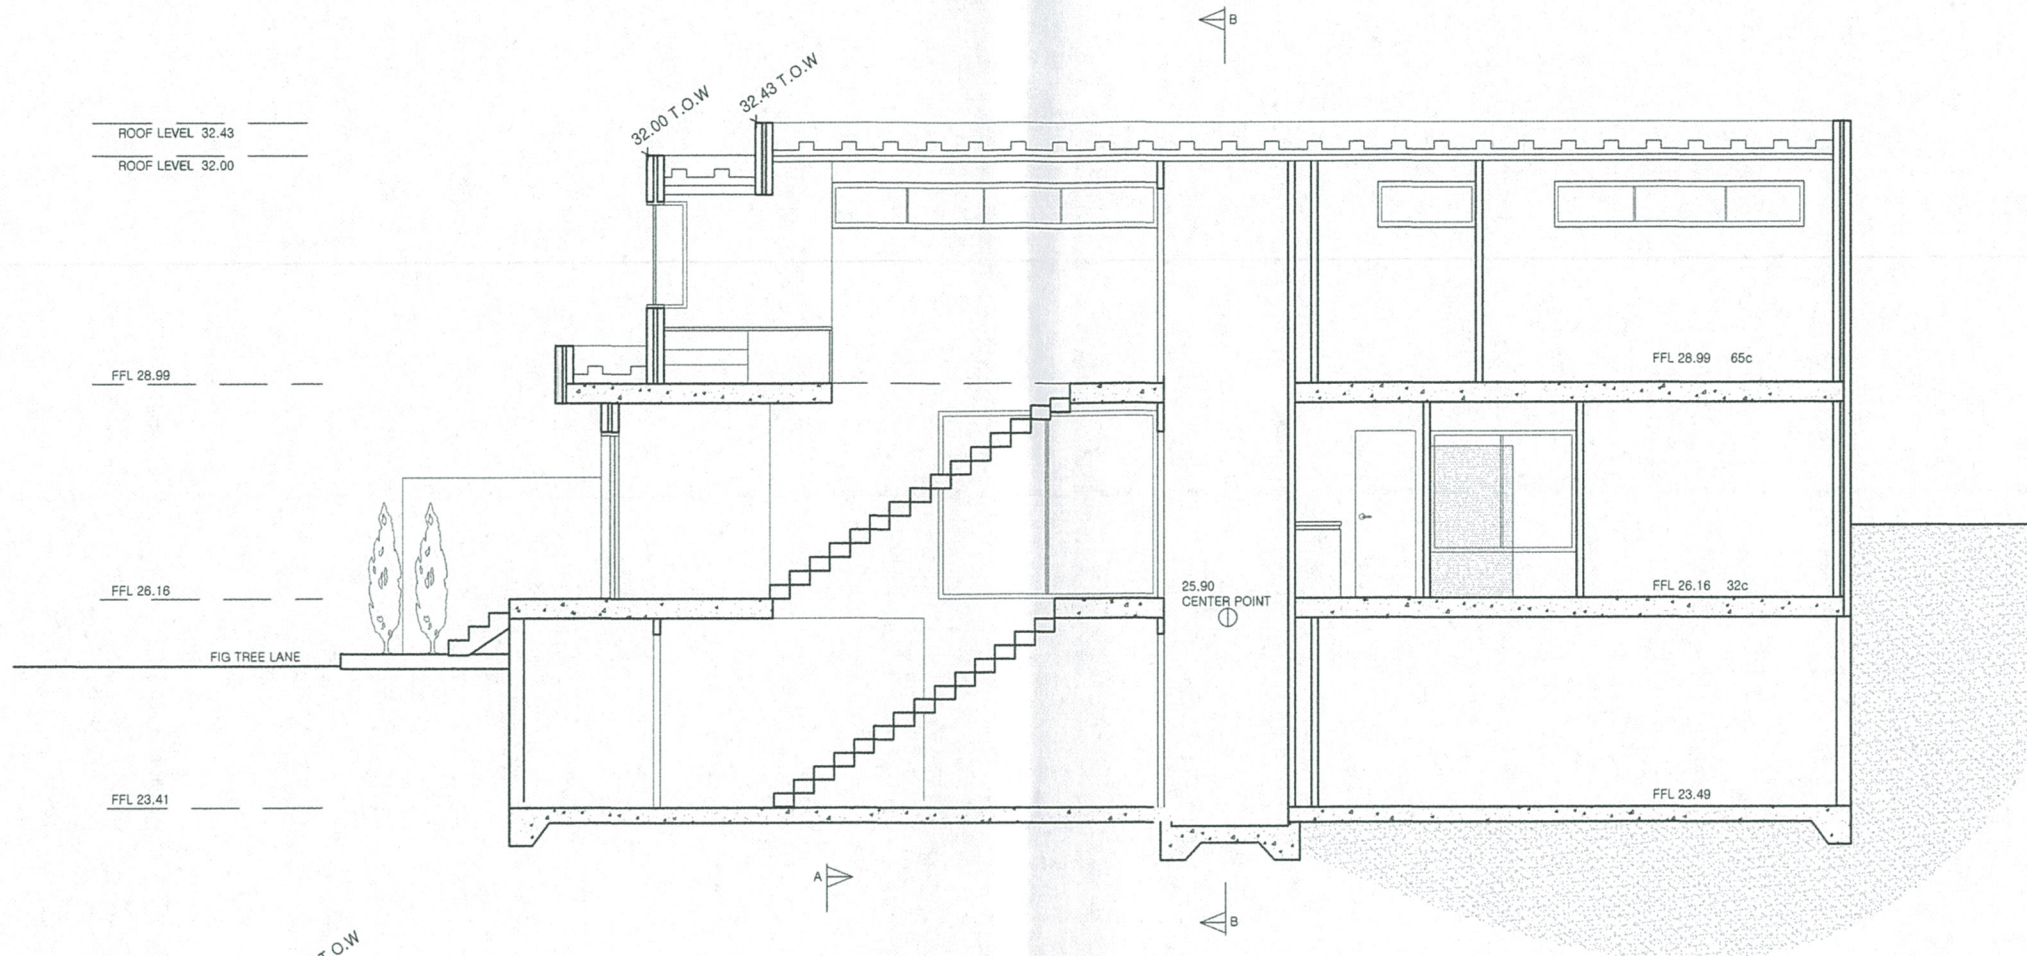 B
32.43 T.O.W
32.00 T.O.W
ROOF LEVEL 32.43
ROOF LEVEL 32.00
FFL 28.99 65c
FFL 28.99
25.90
CENTER POINT
FFL 26.16 32c
FFL 26.16
FIG TREE LANE
FFL 23.49
FFL 23.41
A
B
T.O.W